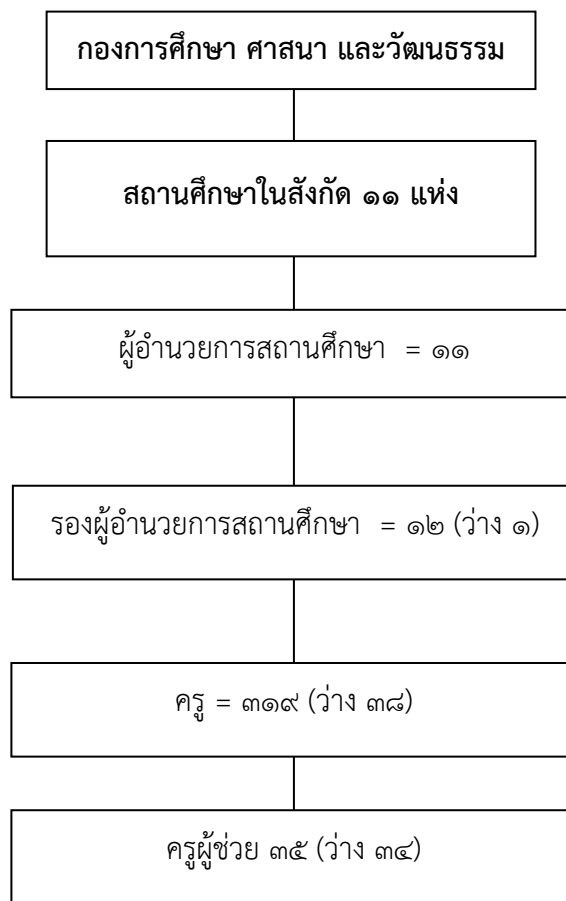 กองการศึกษา ศาสนา และวัฒนธรรม
สถานศึกษาในสังกัด ๑๑ แห่ง
ผู้อำนวยการสถานศึกษา = ๑๑
รองผู้อำนวยการสถานศึกษา = ๑๒ (ว่าง ๑)
ครู = ๓๑๙ (ว่าง ๓๘)
ครูผู้ช่วย ๓๕ (ว่าง ๓๔)